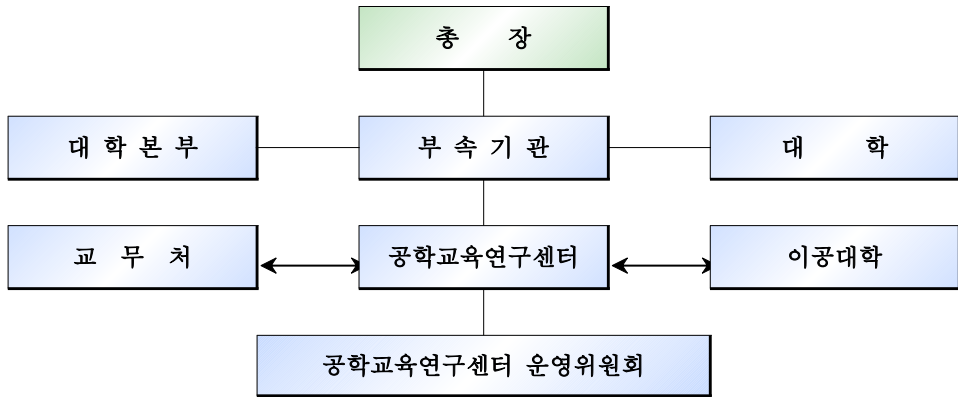 총 장
대 학 본 부
부 속 기 관
대 학
교 무 처
공학교육연구센터
이공대학
공학교육연구센터 운영위원회